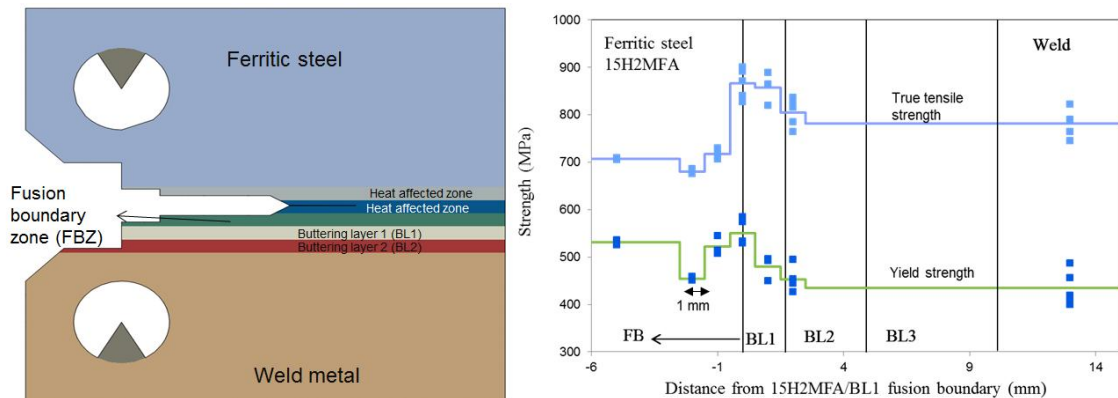 Ferritic steel
Heat affected zone
Heat affected zone
Fusion
boundary
zone (FBZ)
Buttering layer 1 (BL1)
Buttering layer 2 (BL2)
Weld metal
Strength (MPa)
1000
900
800
700
600
500
400
300
Ferritic steel
15H2MFA
Weld
True tensile
strength
Yield strength
1 mm
FB
BL1
BL2
BL3
-6
-1
4
9
14
Distance from 15H2MFA/BL1 fusion boundary (mm)